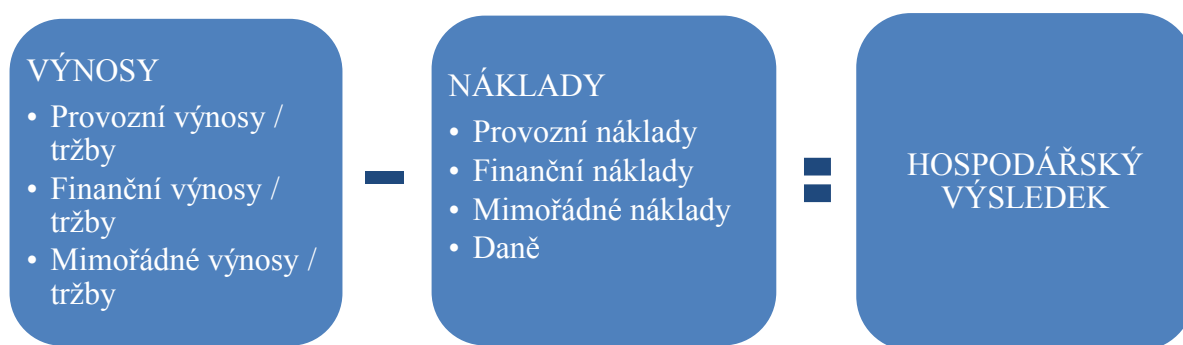 VÝNOSY
• Provozní výnosy /
tržby
• Finanční výnosy /
tržby
• Mimořádné výnosy /
tržby
NÁKLADY
• Provozní náklady
• Finanční náklady
• Mimořádné náklady
• Daně
HOSPODÁŘSKÝ
VÝSLEDEK